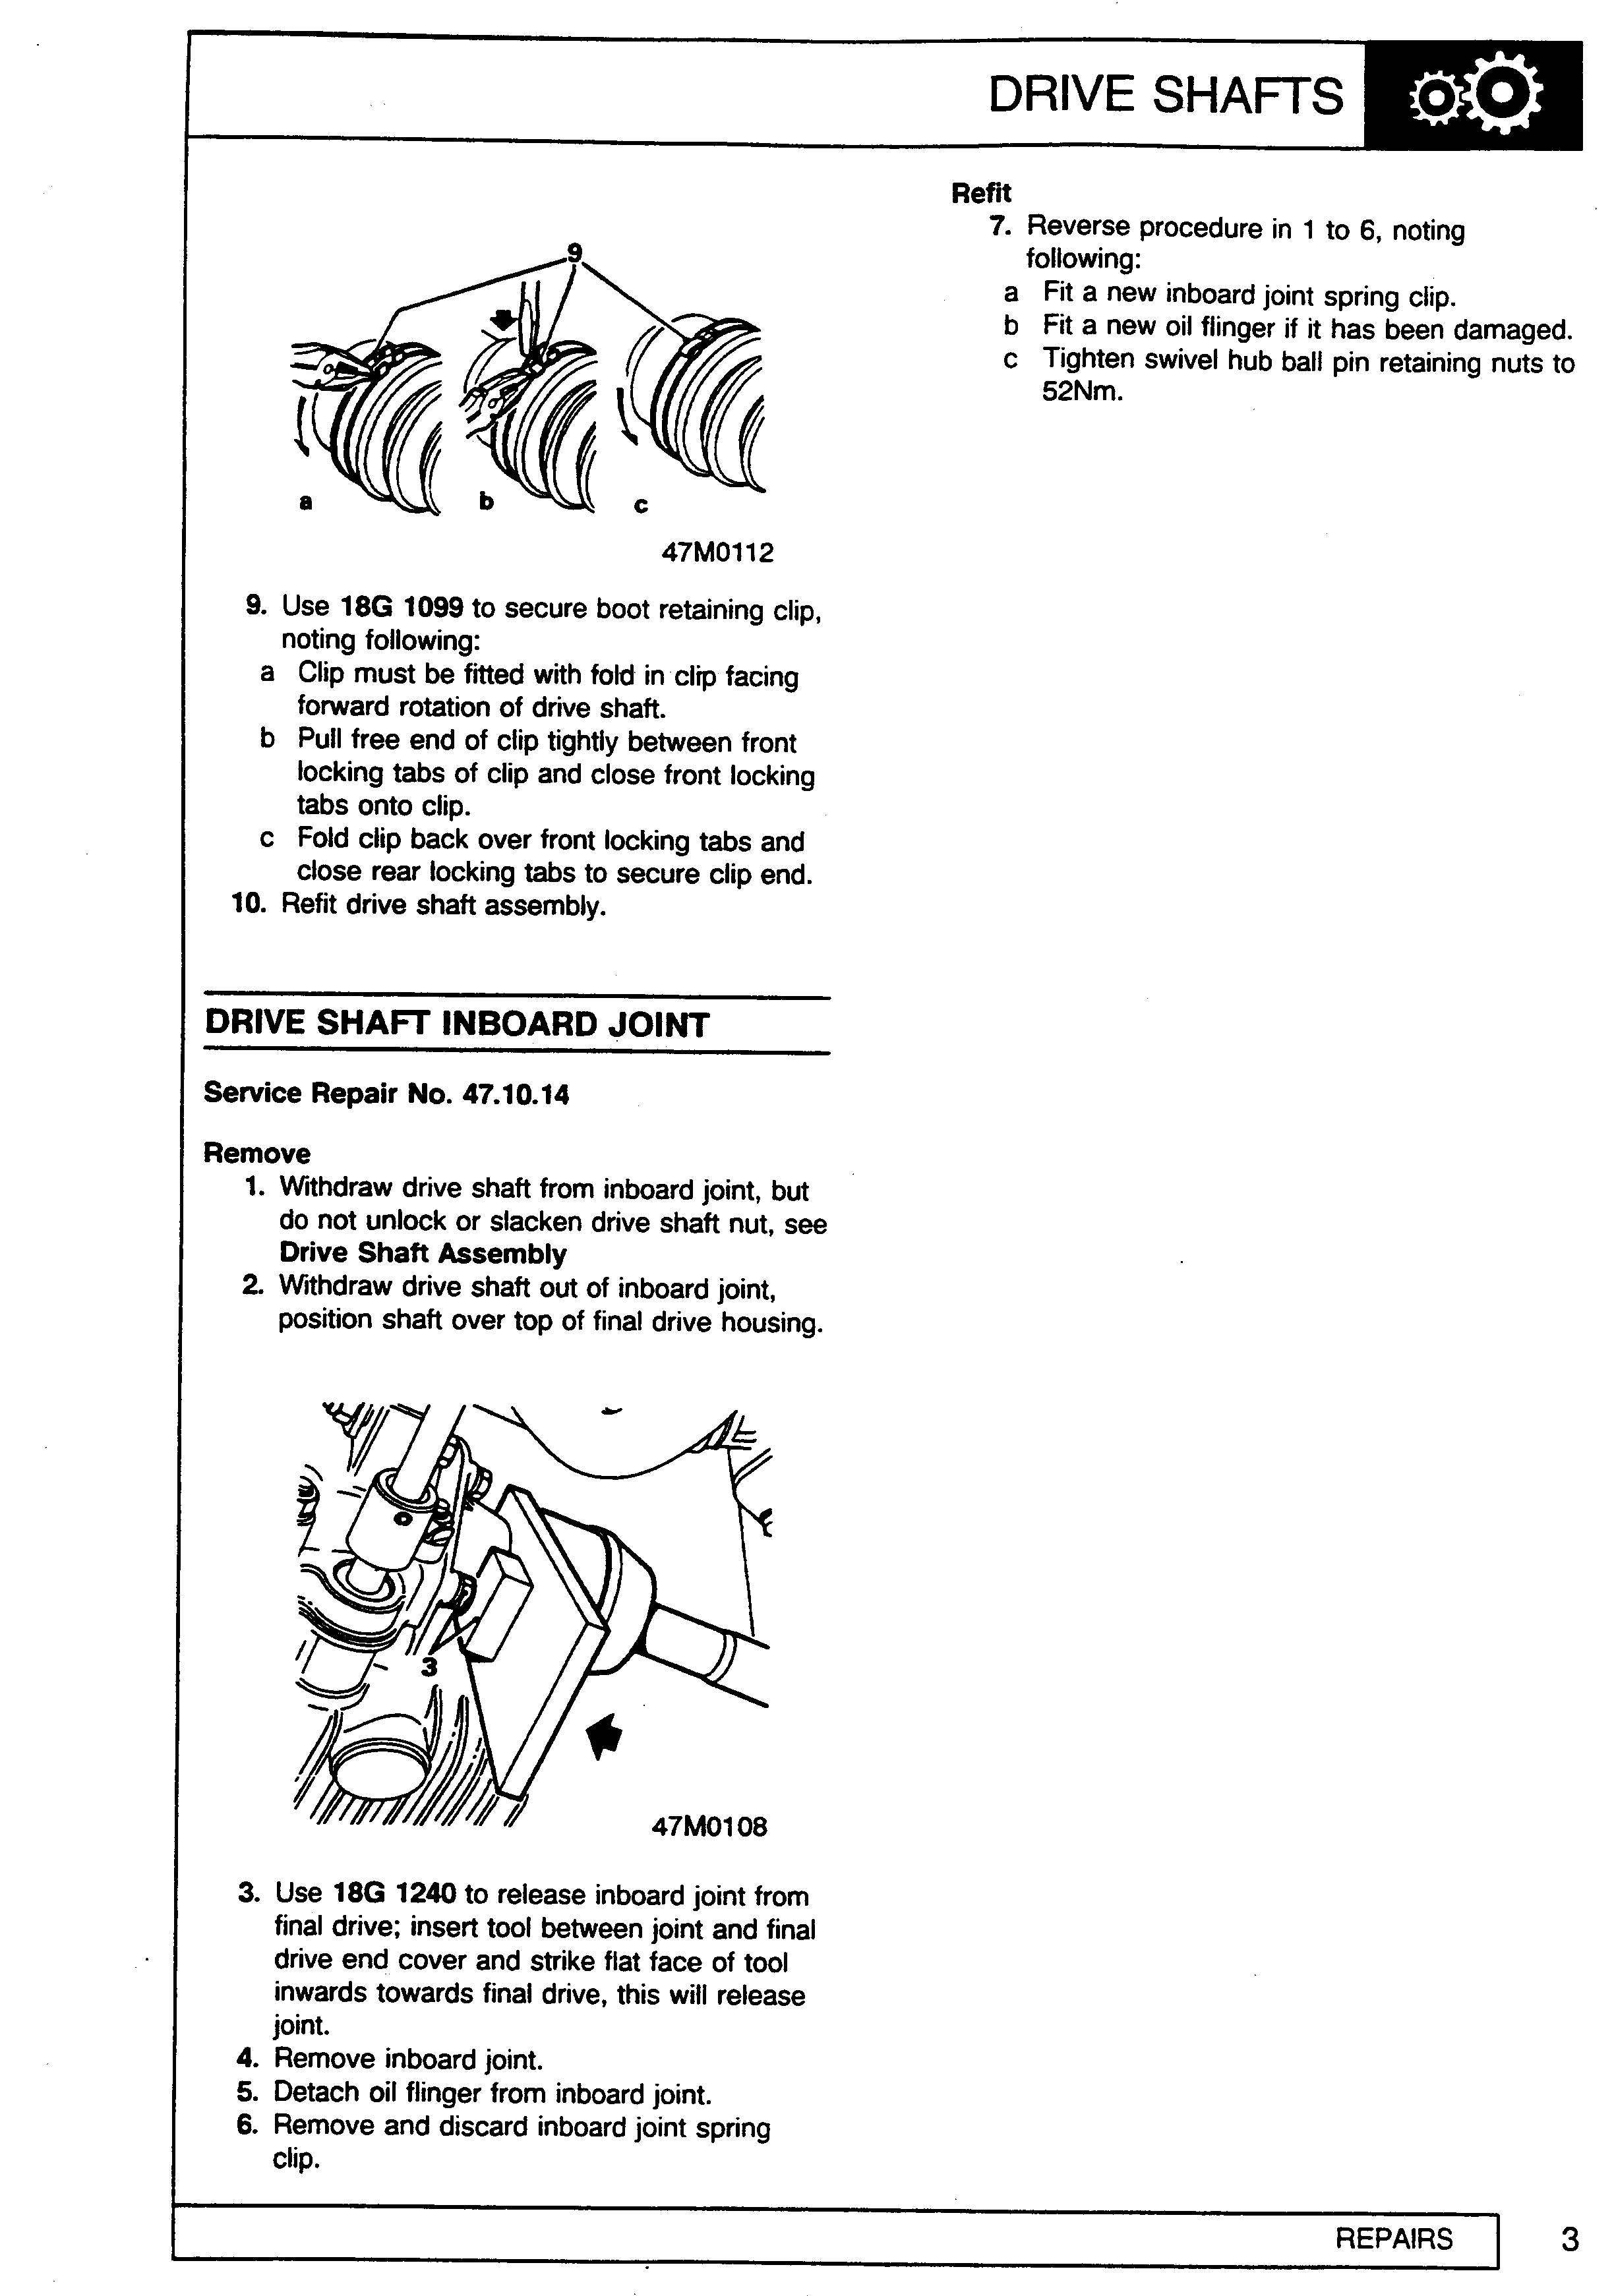 DRIVE SHAFTS
9
a b c
47M0112
9. Use 18G 1099 to secure boot retaining clip,
noting following:
a Clip must be fitted with fold in clip facing
forward rotation of drive shaft.
b Pull free end of clip tightly between front
locking tabs of clip and close front locking
tabs onto clip.
c Fold clip back over front locking tabs and
close rear locking tabs to secure clip end.
10. Refit drive shaft assembly.
DRIVE SHAFT INBOARD JOINT
Service Repair No. 47.10.14
Remove
1. Withdraw drive shaft from inboard joint, but
do not unlock or slacken drive shaft nut, see
Drive Shaft Assembly
2. Withdraw drive shaft out of inboard joint,
position shaft over top of final drive housing.
3
47M0108
3. Use 18G 1240 to release inboard joint from
final drive; insert tool between joint and final
drive end cover and strike flat face of tool
inwards towards final drive, this will release
joint.
4. Remove inboard joint.
5. Detach oil flinger from inboard joint.
6. Remove and discard inboard joint spring
clip.
Refit
7. Reverse procedure in 1 to 6, noting
following:
a Fit a new inboard joint spring clip.
b Fit a new oil flinger if it has been damaged.
c Tighten swivel hub ball pin retaining nuts to
52Nm.
REPAIRS
3